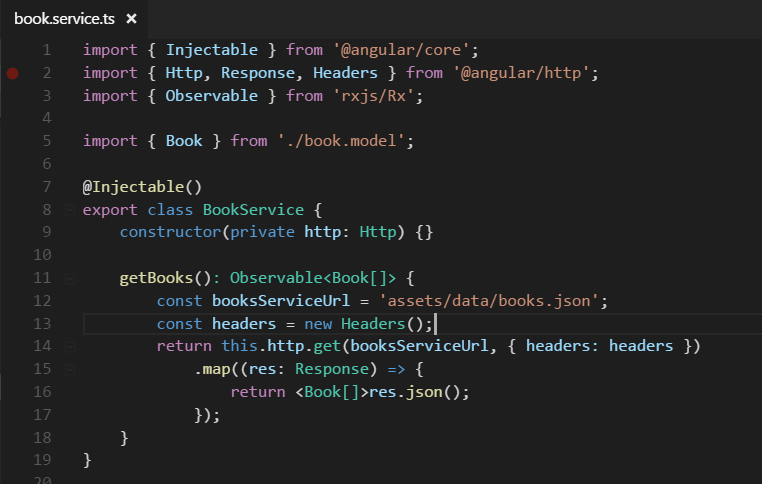 book.service.ts ×
1 import { Injectable } from '@angular/core';
2 import { Http, Response, Headers } from '@angular/http';
3 import { Observable } from 'rxjs/Rx';
4
5 import { Book } from './book.model';
6
7 @Injectable()
8 export class BookService {
9     constructor(private http: Http) {}
10
11     getBooks(): Observable<Book[]> {
12         const booksServiceUrl = 'assets/data/books.json';
13         const headers = new Headers();
14         return this.http.get(booksServiceUrl, { headers: headers })
15             .map((res: Response) => {
16                 return <Book[]>res.json();
17             });
18     }
19 }
20